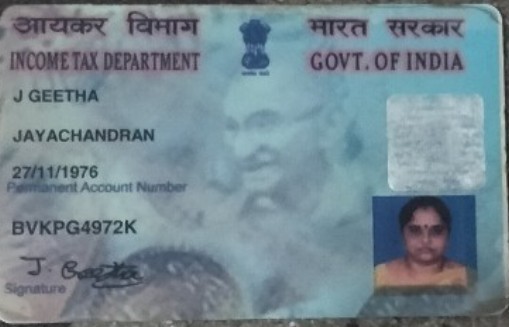 आयकर विभाग
भारत सरकार
INCOME TAX DEPARTMENT
GOVT. OF INDIA
J GEETHA
JAYACHANDRAN
27/11/1976
Permanent Account Number
BVKPG4972K
J. Geetha
Signature